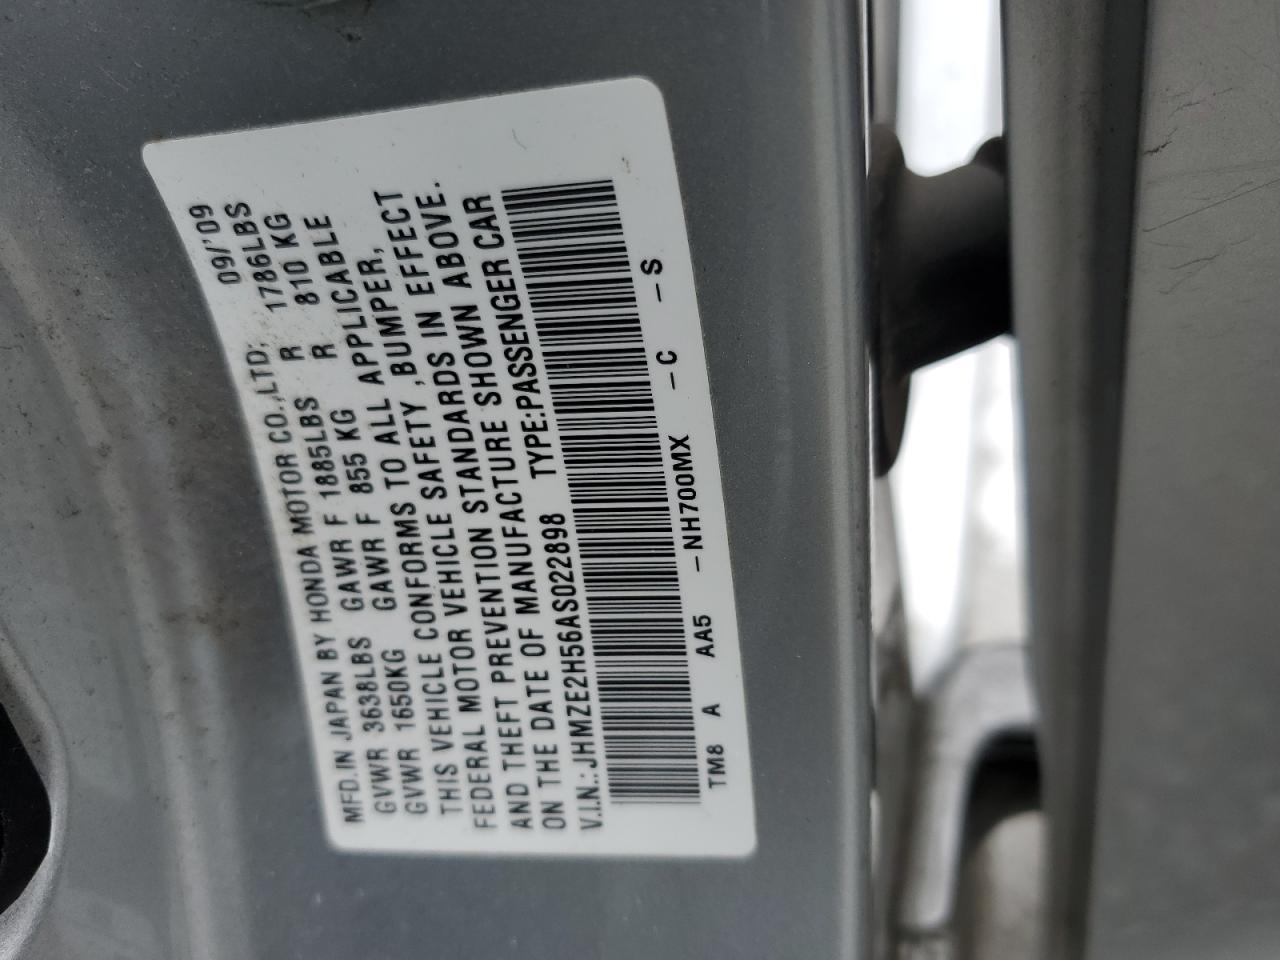 MFD.IN JAPAN BY HONDA MOTOR CO.,LTD. 09/'09
GVWR 3638LBS GAWR F 1885LBS R 1786LBS
GVWR 1650KG GAWR F 855 KG R 810 KG
THIS VEHICLE CONFORMS TO ALL APPLICABLE
FEDERAL MOTOR VEHICLE SAFETY ,BUMPER,
AND THEFT PREVENTION STANDARDS IN EFFECT
ON THE DATE OF MANUFACTURE SHOWN ABOVE.
V.I.N.:JHMZE2H56AS022898 TYPE:PASSENGER CAR
TM8 A AA5 -NH700MX -C -S